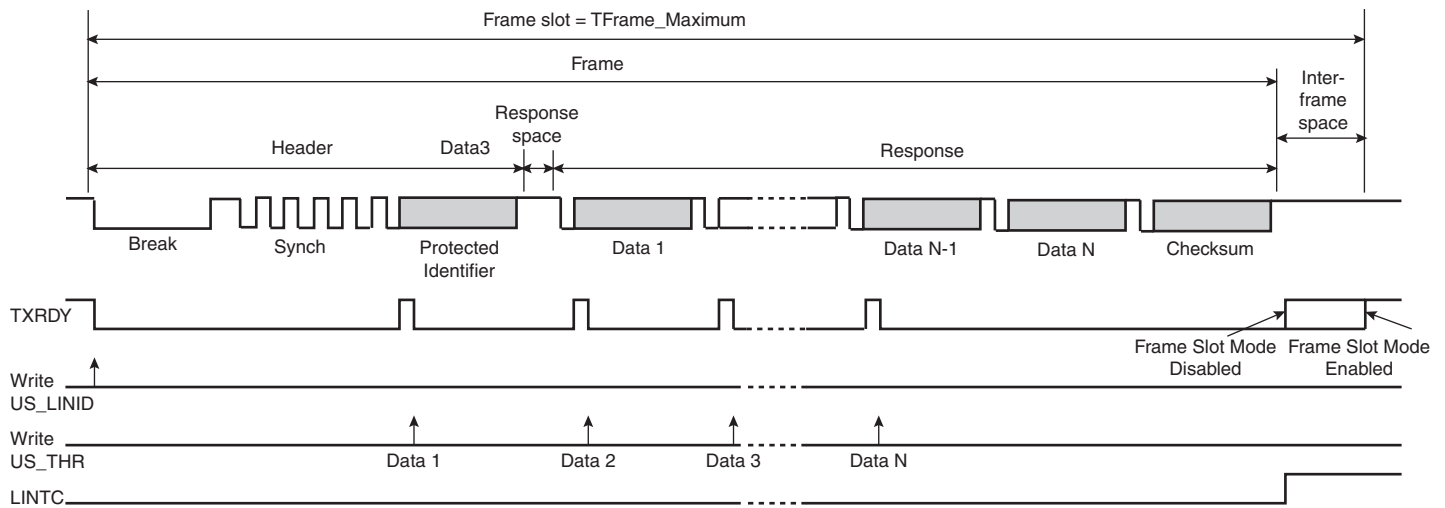 Frame slot = TFrame_Maximum
Frame
Inter-
frame
space
Response
space
Header
Data3
Response
Break
Synch
Protected
Identifier
Data 1
Data N-1
Data N
Checksum
TXRDY
Frame Slot Mode
Disabled
Frame Slot Mode
Enabled
Write
US_LINID
Write
US_THR
Data 1
Data 2
Data 3
Data N
LINTC